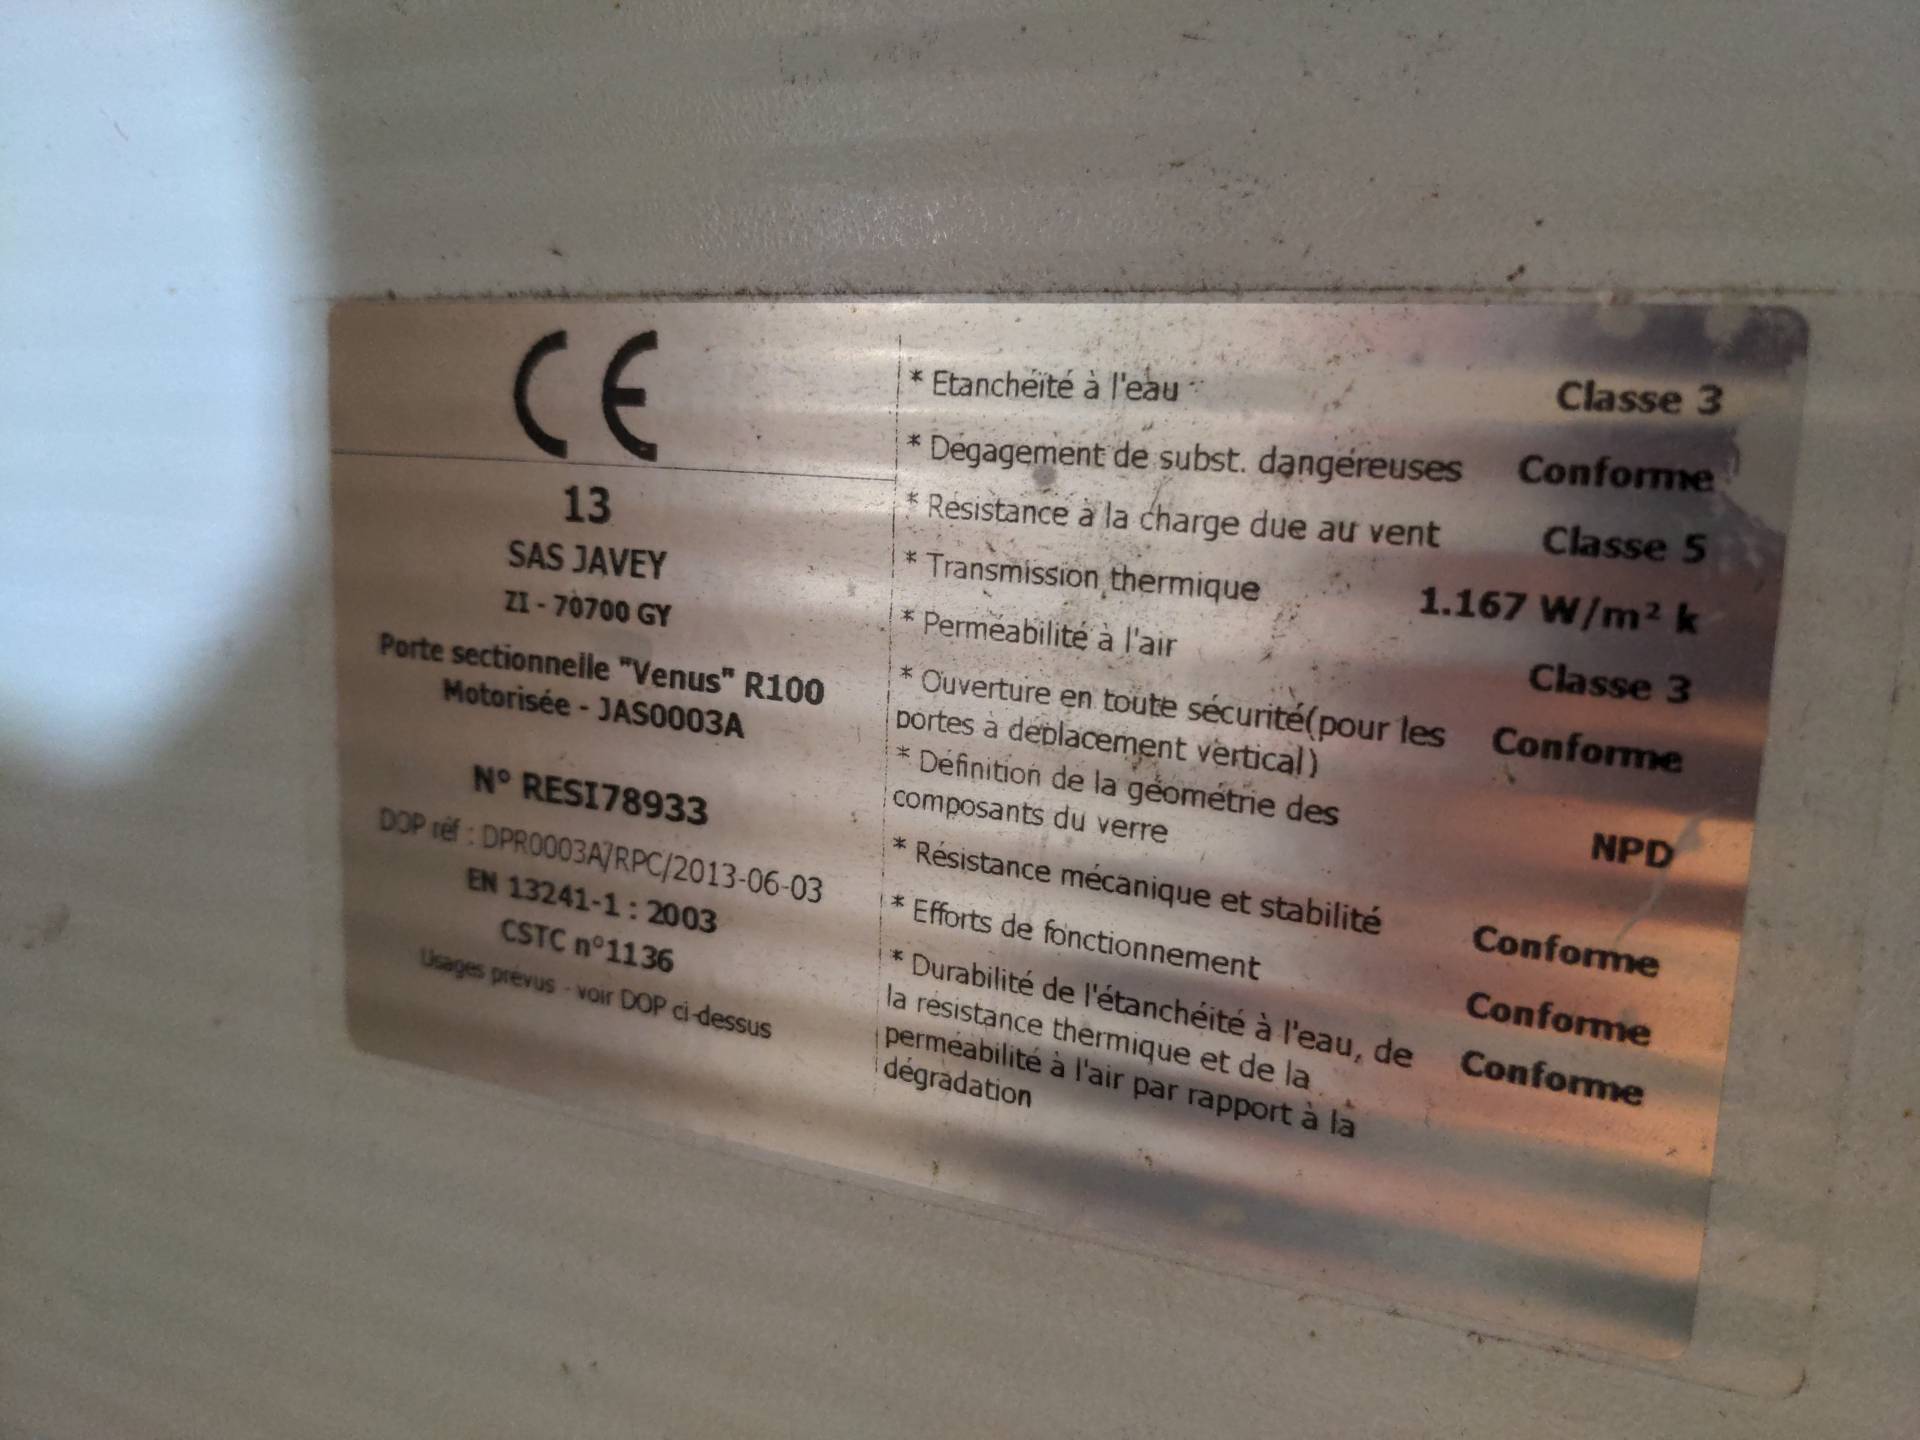 CE
13
SAS JAVEY
ZI - 70700 GY
Porte sectionnelle "Venus" R100
Motorisée - JAS0003A
N° RESI78933
DOP réf : DPR0003A/RPC/2013-06-03
EN 13241-1 : 2003
CSTC n°1136
Usages prévus - voir DOP ci-dessus
* Etanchéité à l'eau Classe 3
* Dégagement de subst. dangéreuses Conforme
* Résistance à la charge due au vent Classe 5
* Transmission thermique 1.167 W/m² k
* Perméabilité à l'air Classe 3
* Ouverture en toute sécurité(pour les Conforme
portes à déplacement vertical)
* Définition de la géométrie des
composants du verre NPD
* Résistance mécanique et stabilité Conforme
* Efforts de fonctionnement Conforme
* Durabilité de l'étanchéité à l'eau, de Conforme
la résistance thermique et de la
perméabilité à l'air par rapport à la
dégradation